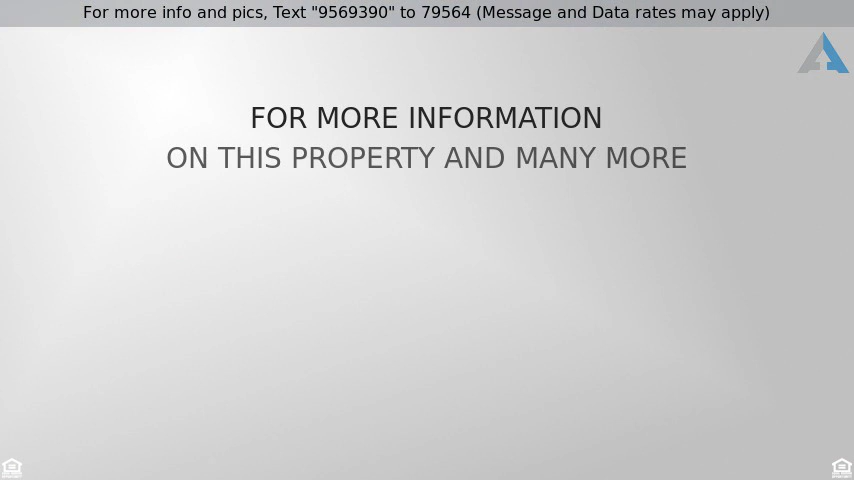 For more info and pics, Text "9569390" to 79564 (Message and Data rates may apply)
FOR MORE INFORMATION
ON THIS PROPERTY AND MANY MORE